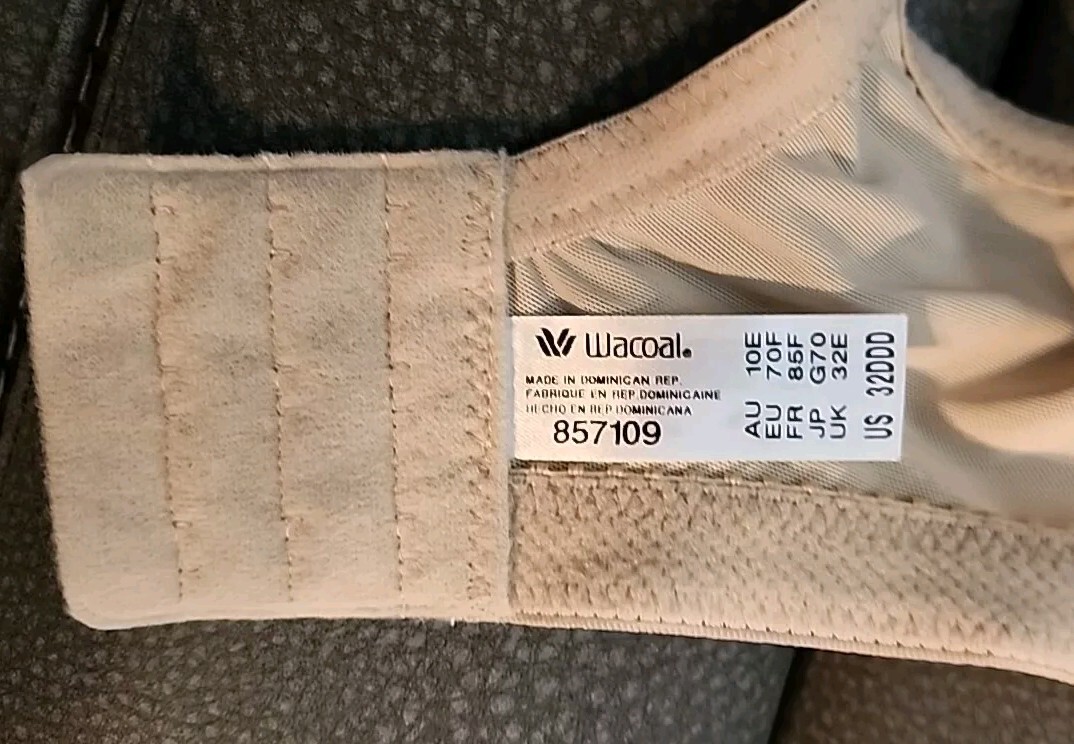 Wacoal®
MADE IN DOMINICAN REP.
FABRIQUE EN REP.DOMINICAINE
HECHO EN REP.DOMINICANA
857109
AU 10E
EU 70F
FR 85F
JP G70
UK 32E
US 32DDD